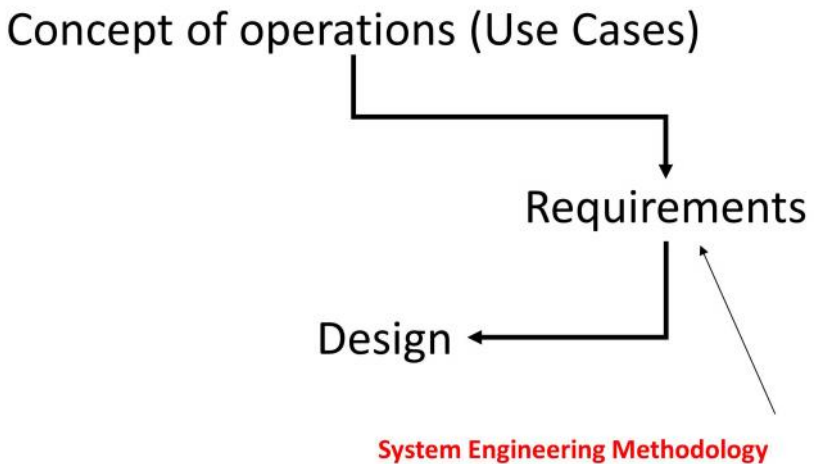 Concept of operations (Use Cases)
Requirements
Design
System Engineering Methodology